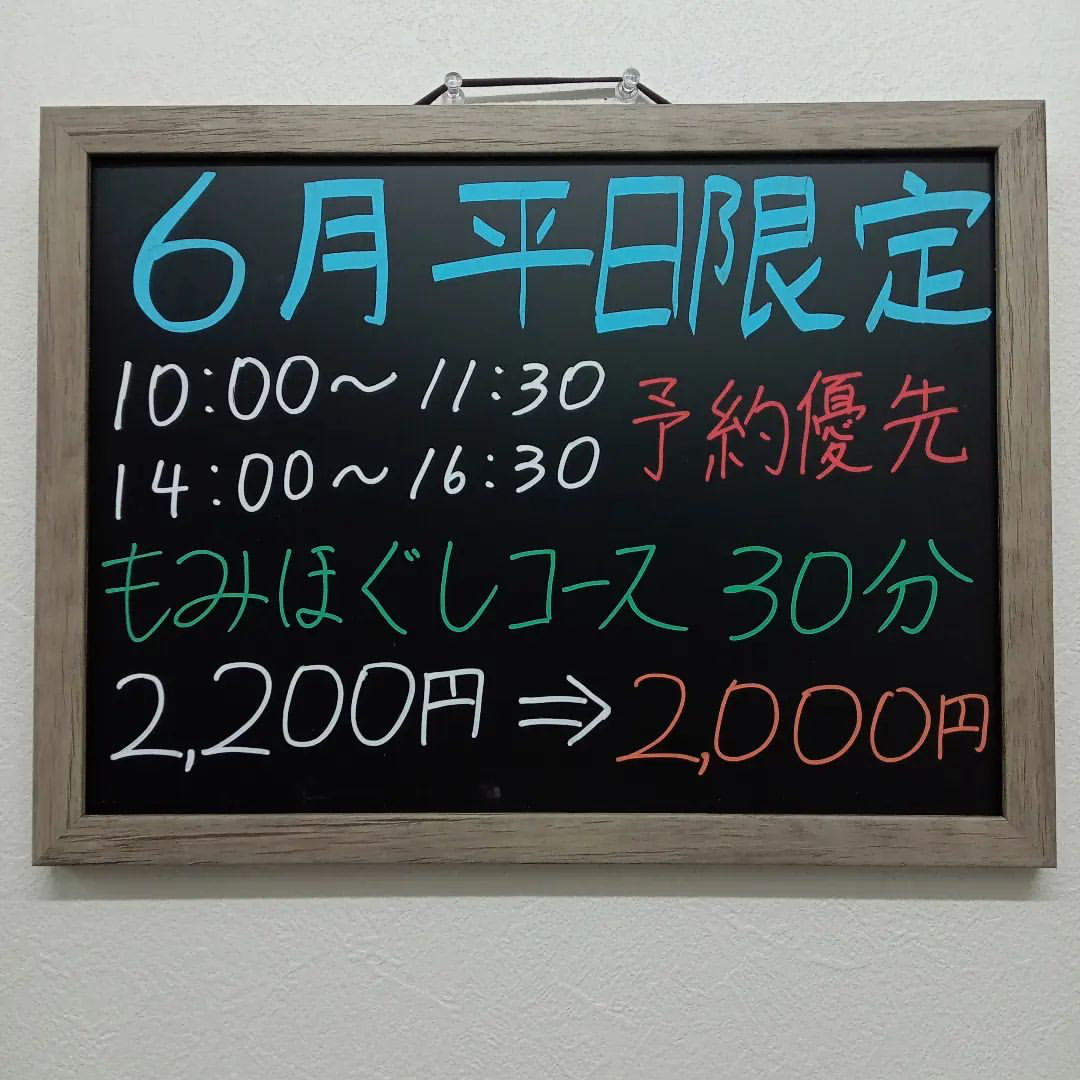 6月平日限定
10:00～11:30
14:00～16:30
予約優先
もみほぐしコース 30分
2,200円⇒2,000円